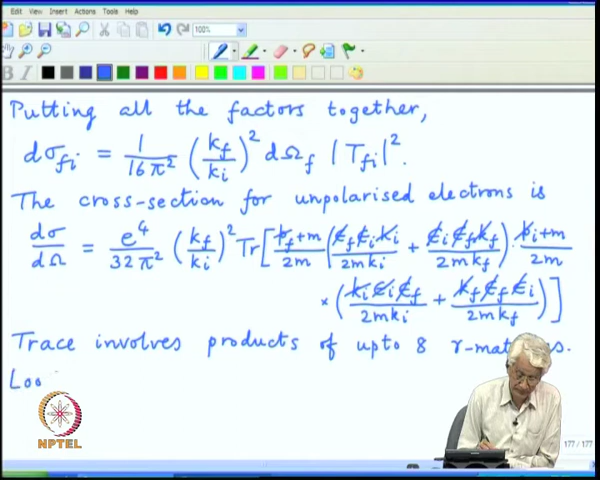 Edit View Insert Actions Tools Help
100%
B I
Putting all the factors together,
dσ_fi = 1/16π² (k_f/k_i)² dΩ_f |T_fi|².
The cross-section for unpolarised electrons is
dσ/dΩ = e⁴/32π² (k_f/k_i)² Tr[ (p̸_f+m)/2m ( ε̸_f ε̸_i k̸_i/2mk_i + ε̸_i ε̸_f k̸_f/2mk_f ) · (p̸_i+m)/2m
× ( k̸_i ε̸_i ε̸_f/2mk_i + k̸_f ε̸_f ε̸_i/2mk_f ) ]
Trace involves products of upto 8 γ-mat s.
Loo
NPTEL
177 / 177